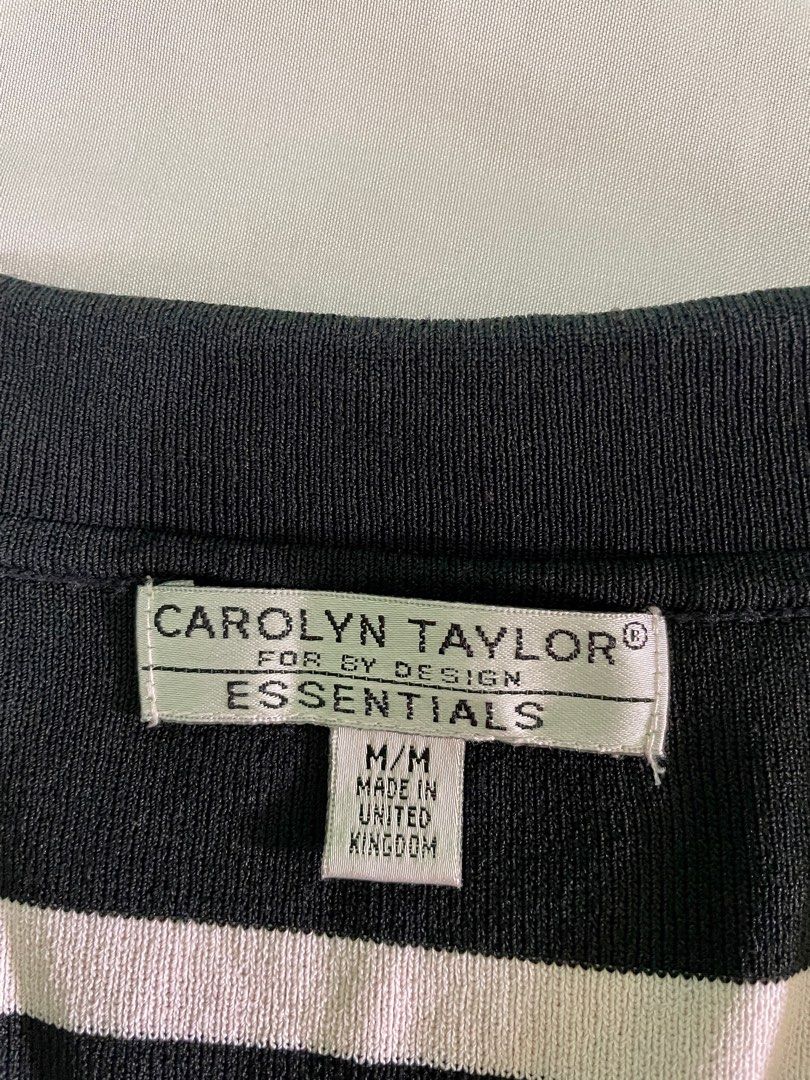 CAROLYN TAYLOR®
FOR BY DESIGN
ESSENTIALS
M/M
MADE IN
UNITED
KINGDOM